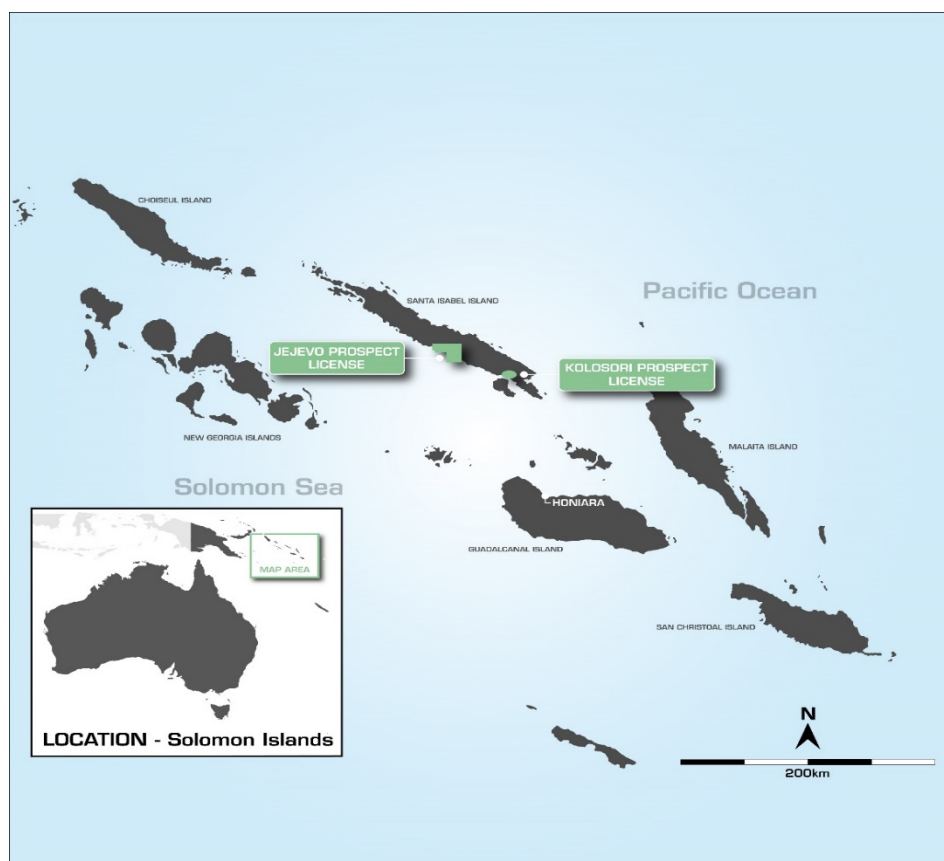 CHOISEUL ISLAND
Pacific Ocean
SANTA ISABEL ISLAND
JEJEVO PROSPECT
LICENSE
KOLOSORI PROSPECT
LICENSE
NEW GEORGIA ISLANDS
MALAITA ISLAND
Solomon Sea
HONIARA
GUADALCANAL ISLAND
MAP AREA
SAN CHRISTOAL ISLAND
N
LOCATION - Solomon Islands
200km